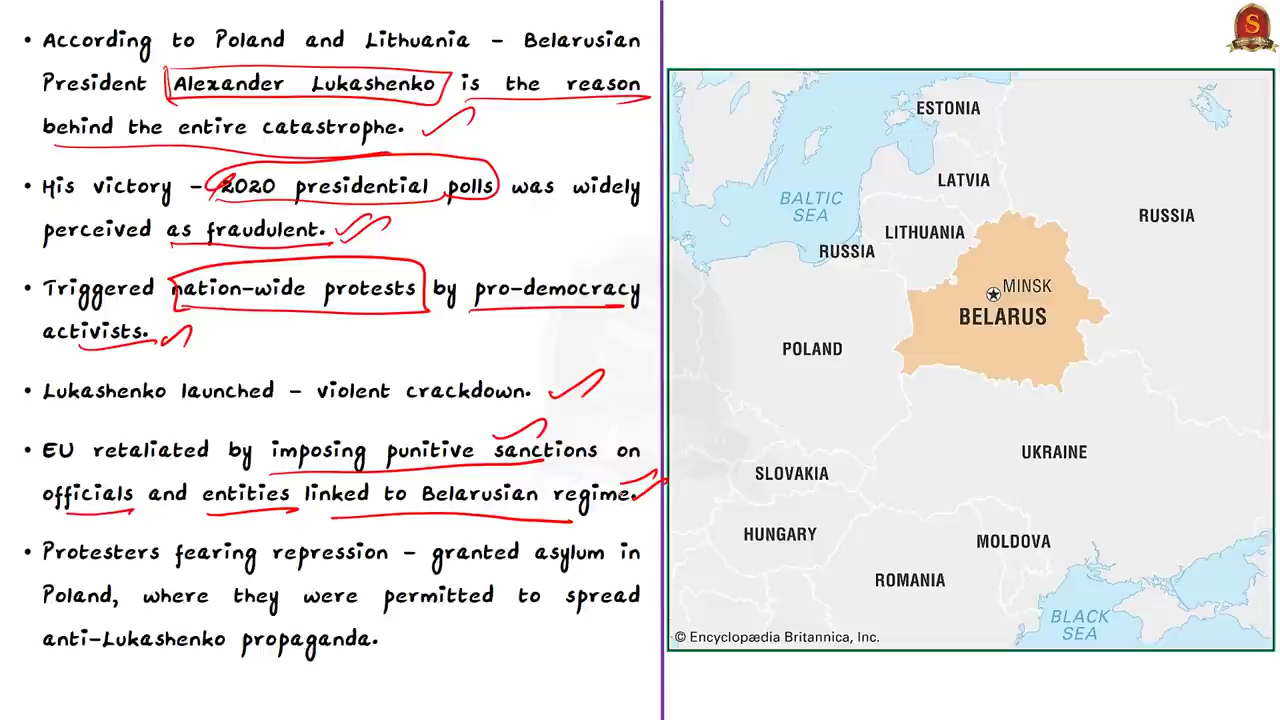 • According to Poland and Lithuania – Belarusian
President Alexander Lukashenko is the reason
behind the entire catastrophe.
• His victory – 2020 presidential polls was widely
perceived as fraudulent.
• Triggered nation-wide protests by pro-democracy
activists.
• Lukashenko launched – violent crackdown.
• EU retaliated by imposing punitive sanctions on
officials and entities linked to Belarusian regime.
• Protesters fearing repression – granted asylum in
Poland, where they were permitted to spread
anti-Lukashenko propaganda.
S
ESTONIA
LATVIA
BALTIC
SEA
LITHUANIA
RUSSIA
RUSSIA
MINSK
BELARUS
POLAND
UKRAINE
SLOVAKIA
HUNGARY
MOLDOVA
ROMANIA
BLACK
SEA
© Encyclopædia Britannica, Inc.